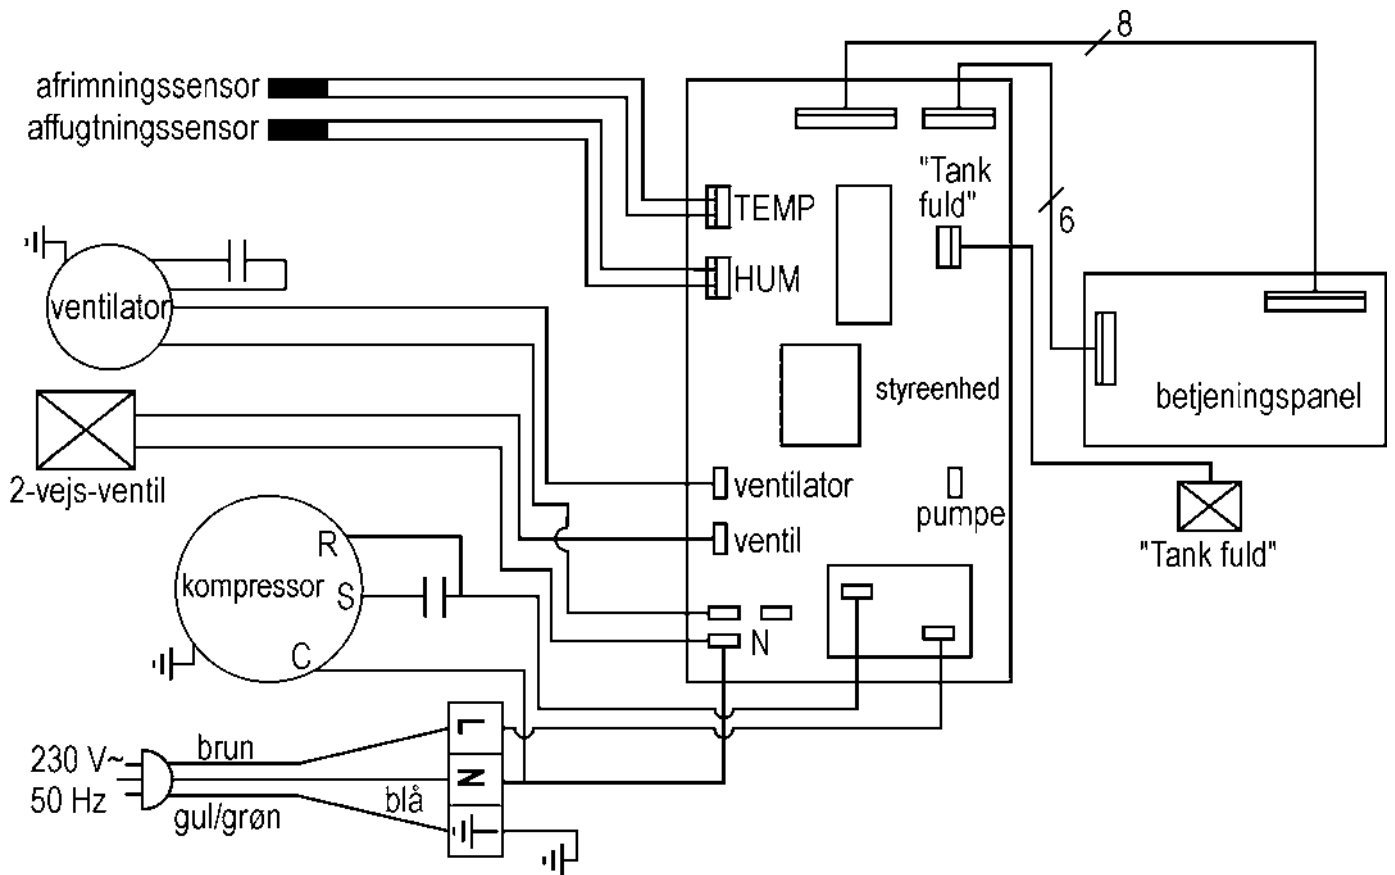 8
afrimningssensor
affugtningssensor
"Tank
fuld"
TEMP
6
HUM
ventilator
styreenhed
betjeningspanel
2-vejs-ventil
ventilator
pumpe
ventil
"Tank fuld"
R
kompressor
S
N
C
L
230 V~
brun
N
50 Hz
blå
gul/grøn